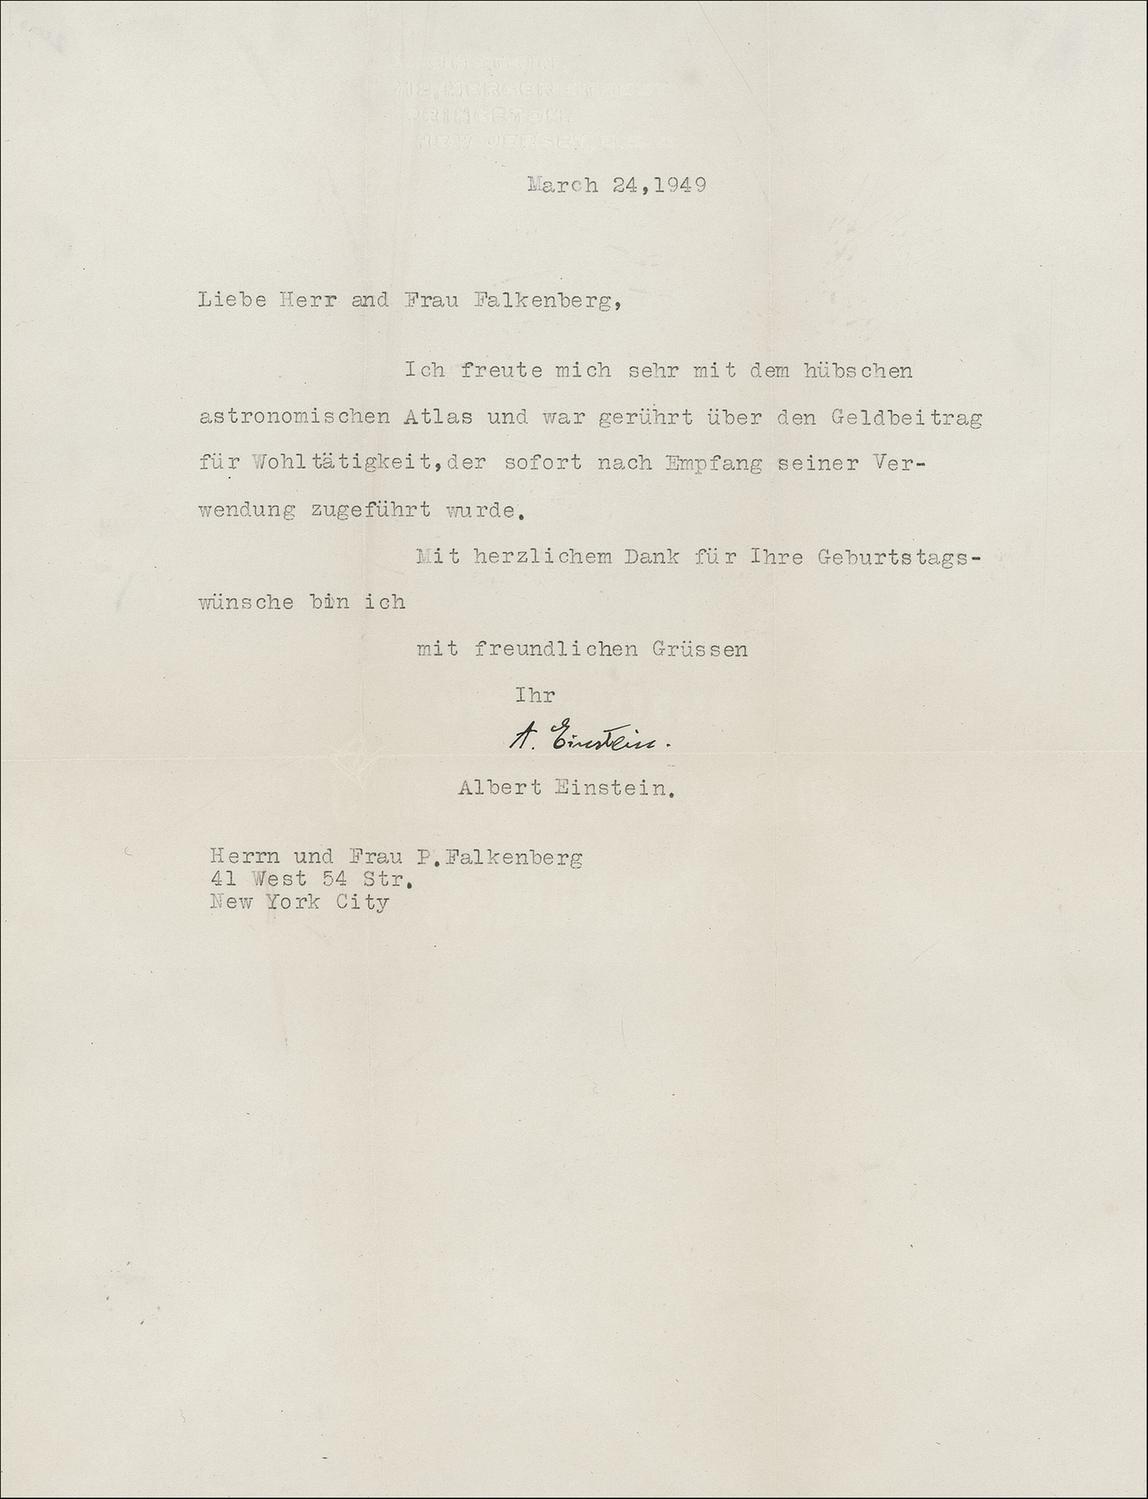 PRINCETON
NEW JERSEY, U.S.A.
March 24,1949
Liebe Herr and Frau Falkenberg,
Ich freute mich sehr mit dem hübschen
astronomischen Atlas und war gerührt über den Geldbeitrag
für Wohltätigkeit,der sofort nach Empfang seiner Ver-
wendung zugeführt wurde.
Mit herzlichem Dank für Ihre Geburtstags-
wünsche bin ich
mit freundlichen Grüssen
Ihr
A. Einstein.
Albert Einstein.
Herrn und Frau P.Falkenberg
41 West 54 Str.
New York City